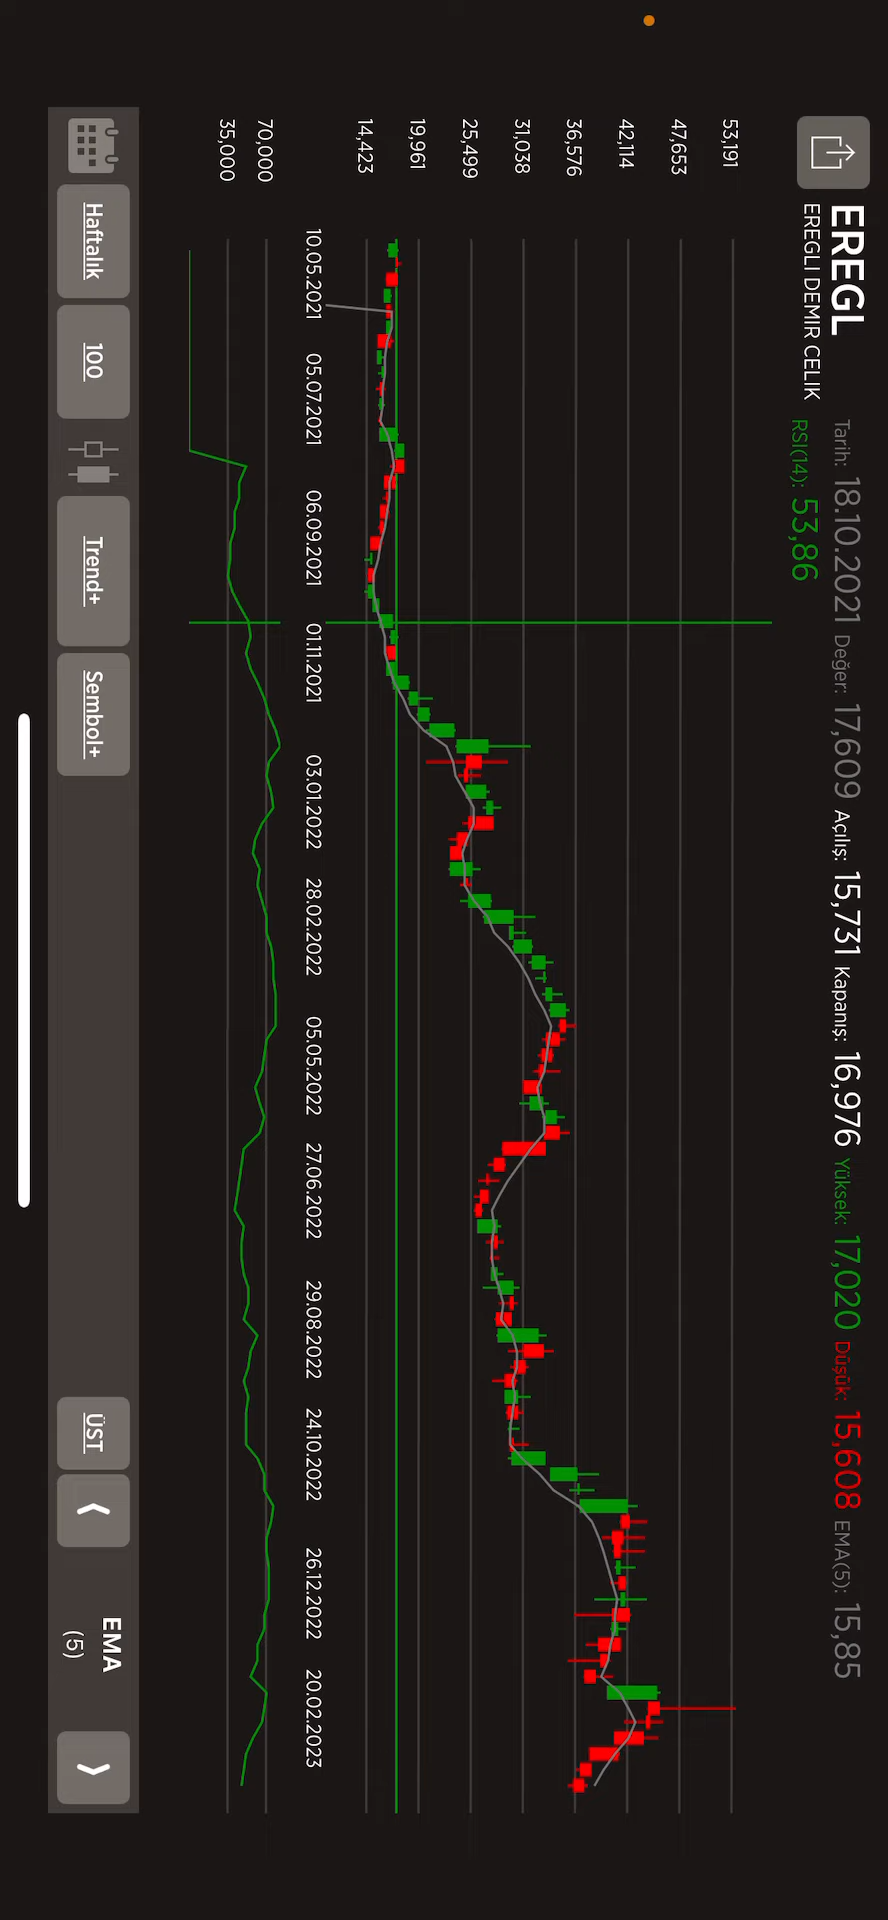 EREGL
EREGLI DEMIR CELIK
Tarih: 18.10.2021 Değer: 17,609 Açılış: 15,731 Kapanış: 16,976 Yüksek: 17,020 Düşük: 15,608 EMA(5): 15,85
RSI(14): 53,86
53,191
47,653
42,114
36,576
31,038
25,499
19,961
14,423
10.05.2021 05.07.2021 06.09.2021 01.11.2021 03.01.2022 28.02.2022 05.05.2022 27.06.2022 29.08.2022 24.10.2022 26.12.2022 20.02.2023
70,000
35,000
Haftalık 100 Trend+ Sembol+ ÜST EMA
(5)